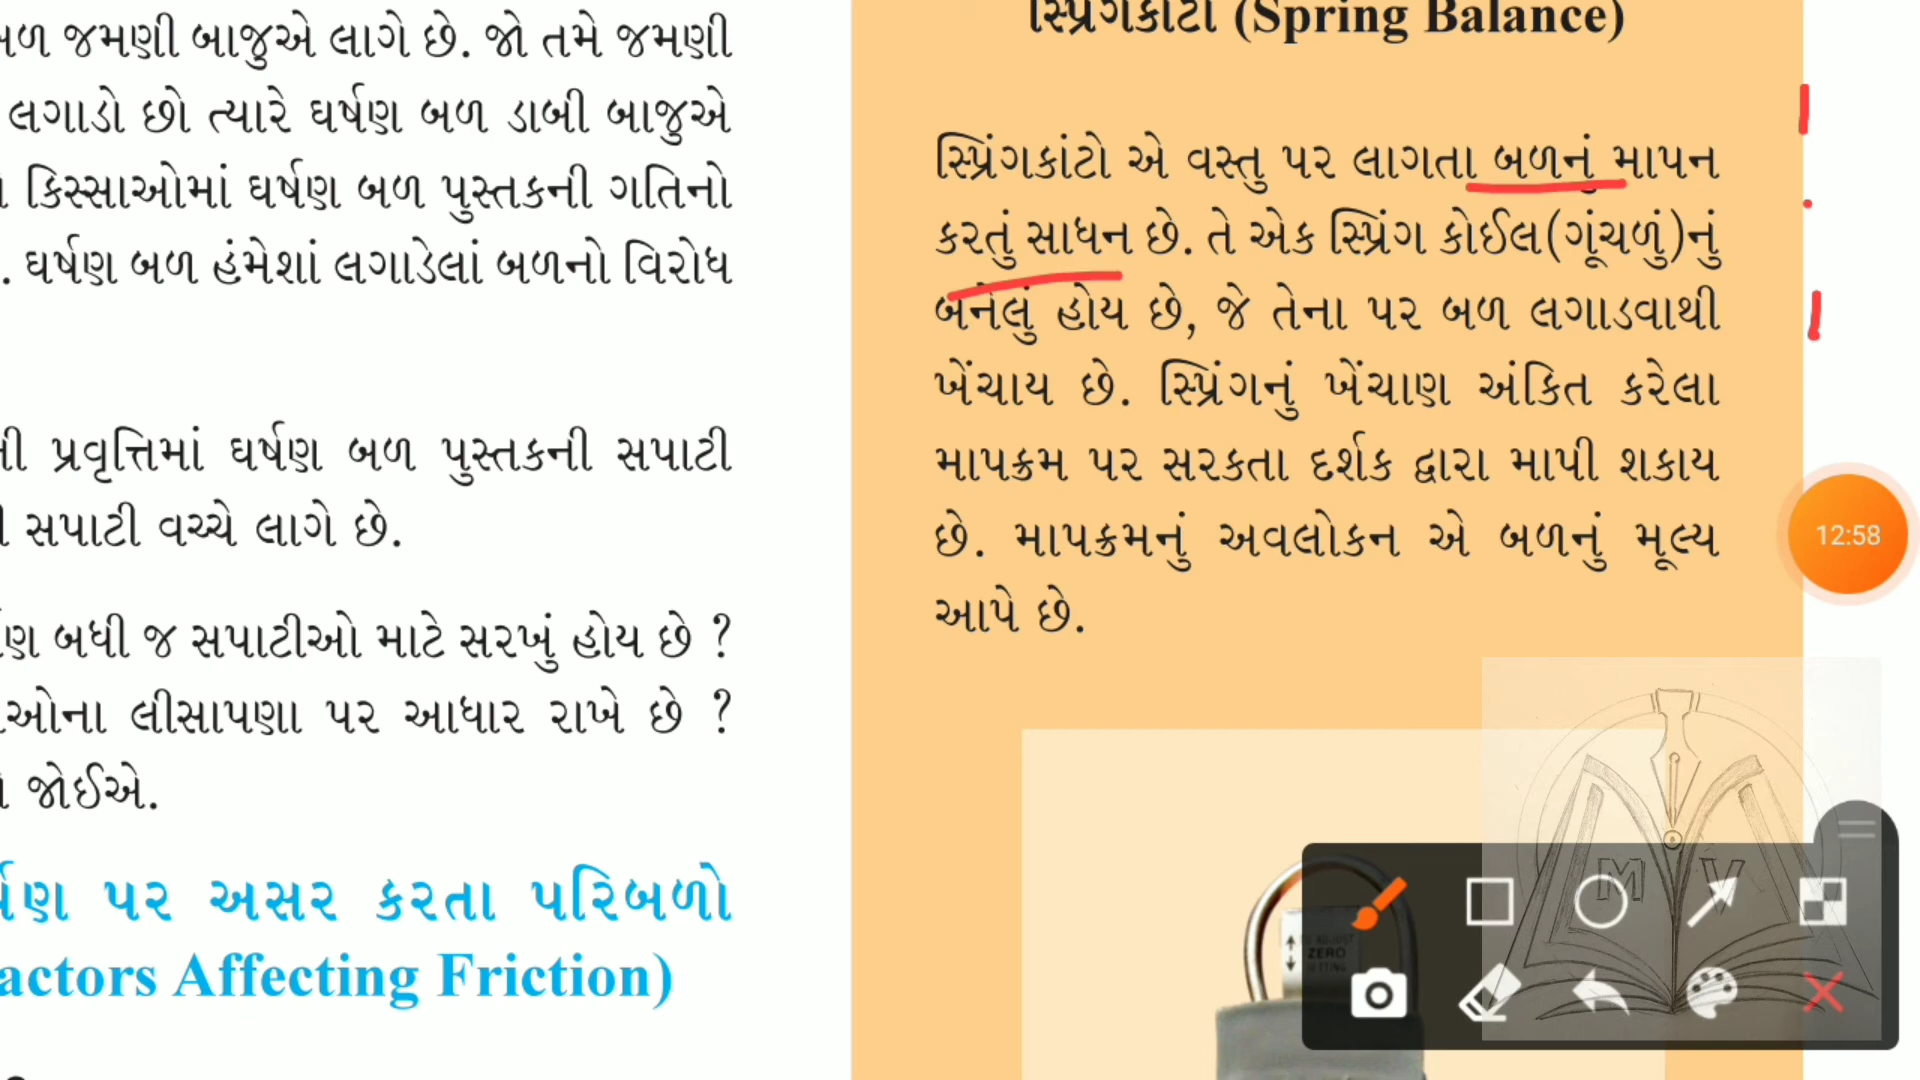 બળ જમણી બાજુએ લાગે છે. જો તમે જમણી
લગાડો છો ત્યારે ઘર્ષણ બળ ડાબી બાજુએ
કિસ્સાઓમાં ઘર્ષણ બળ પુસ્તકની ગતિનો
. ઘર્ષણ બળ હંમેશાં લગાડેલાં બળનો વિરોધ
પ્રવૃત્તિમાં ઘર્ષણ બળ પુસ્તકની સપાટી
સપાટી વચ્ચે લાગે છે.
બધી જ સપાટીઓ માટે સરખું હોય છે ?
લીસાપણા પર આધાર રાખે છે ?
જોઈએ.
પર અસર કરતા પરિબળો
actors Affecting Friction)
સ્પ્રિંગકાંટો (Spring Balance)
સ્પ્રિંગકાંટો એ વસ્તુ પર લાગતા બળનું માપન
કરતું સાધન છે. તે એક સ્પ્રિંગ કોઈલ(ગૂંચળું)નું
બનેલું હોય છે, જે તેના પર બળ લગાડવાથી
ખેંચાય છે. સ્પ્રિંગનું ખેંચાણ અંકિત કરેલા
માપક્રમ પર સરકતા દર્શક દ્વારા માપી શકાય
છે. માપક્રમનું અવલોકન એ બળનું મૂલ્ય
આપે છે.
12:58
M V
ZERO